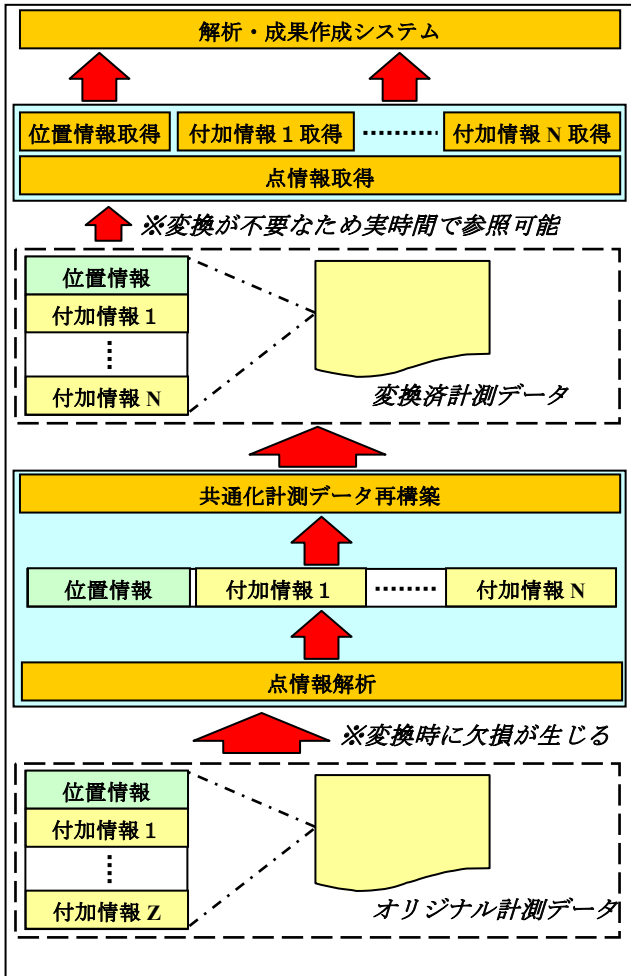 解析・成果作成システム
位置情報取得 付加情報１取得 付加情報 N 取得
点情報取得
※変換が不要なため実時間で参照可能
位置情報
付加情報１
付加情報 N
変換済計測データ
共通化計測データ再構築
位置情報 付加情報１ 付加情報 N
点情報解析
※変換時に欠損が生じる
位置情報
付加情報１
付加情報 Z
オリジナル計測データ